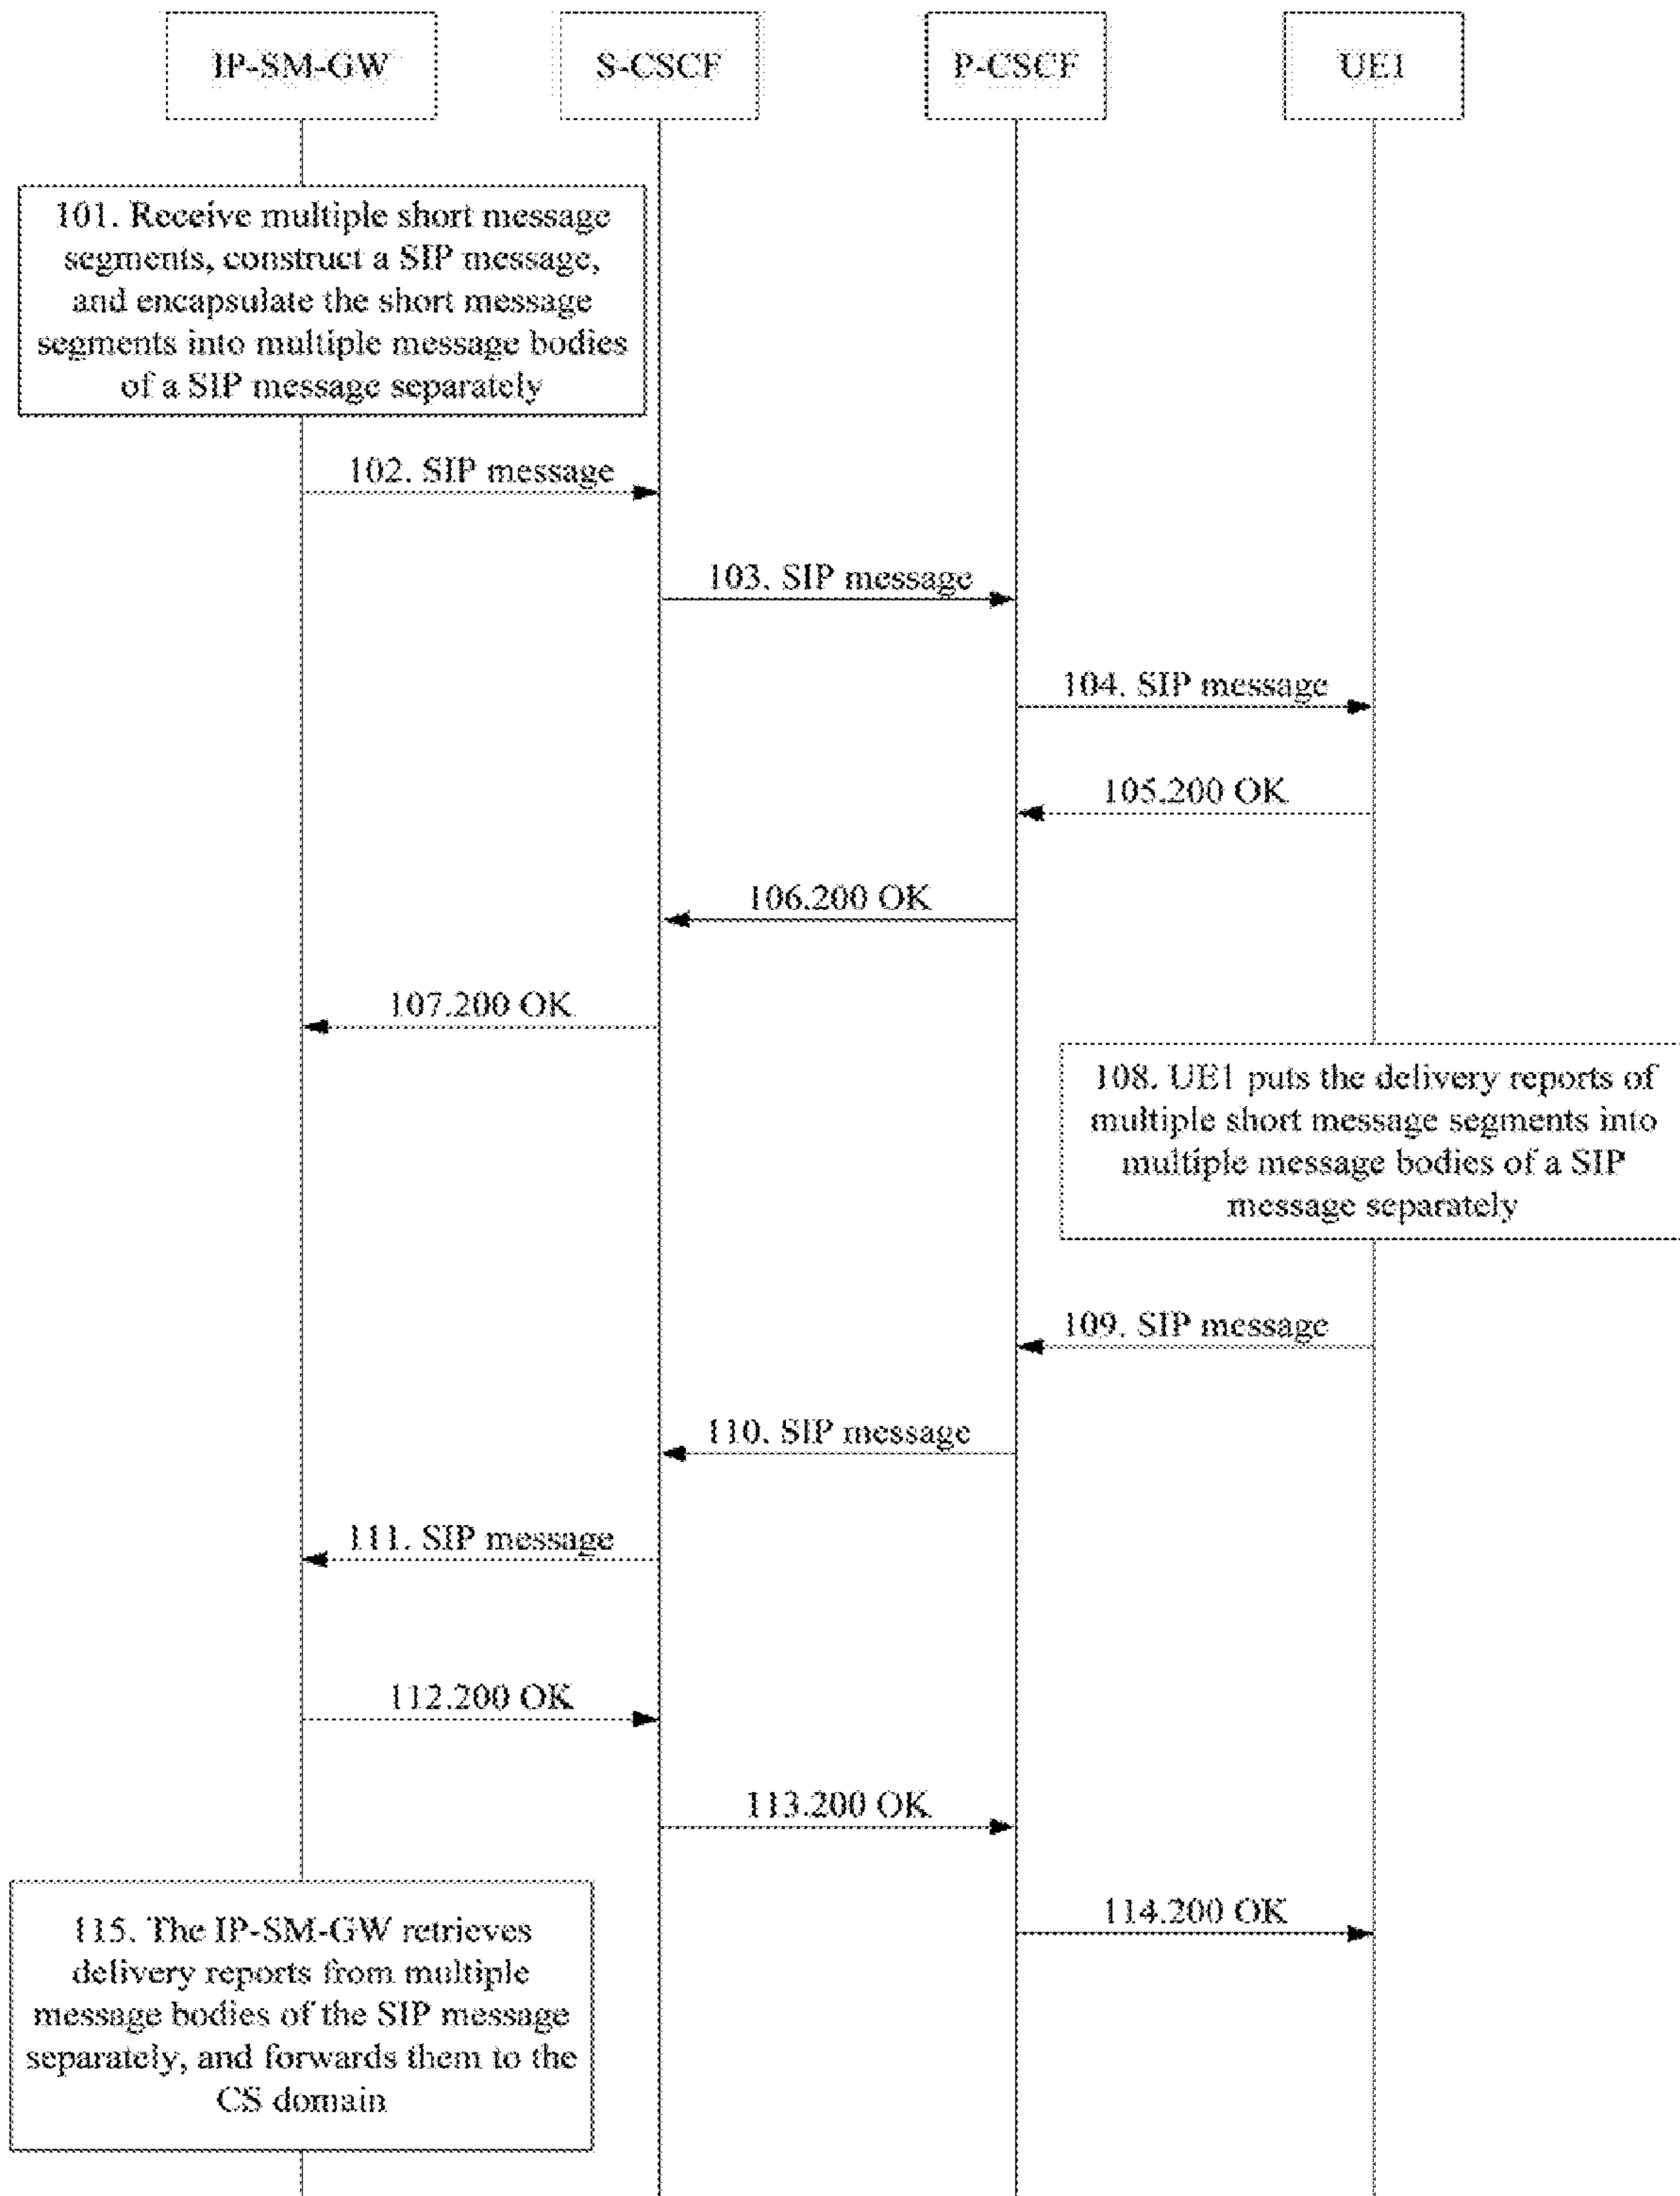 IP-SM-GW
S-CSCF
P-CSCF
UE1
101. Receive multiple short message
segments, construct a SIP message,
and encapsulate the short message
segments into multiple message bodies
of a SIP message separately
102. SIP message
103. SIP message
104. SIP message
105.200 OK
106.200 OK
107.200 OK
108. UE1 puts the delivery reports of
multiple short message segments into
multiple message bodies of a SIP
message separately
109. SIP message
110. SIP message
111. SIP message
112.200 OK
113.200 OK
114.200 OK
115. The IP-SM-GW retrieves
delivery reports from multiple
message bodies of the SIP message
separately, and forwards them to the
CS domain